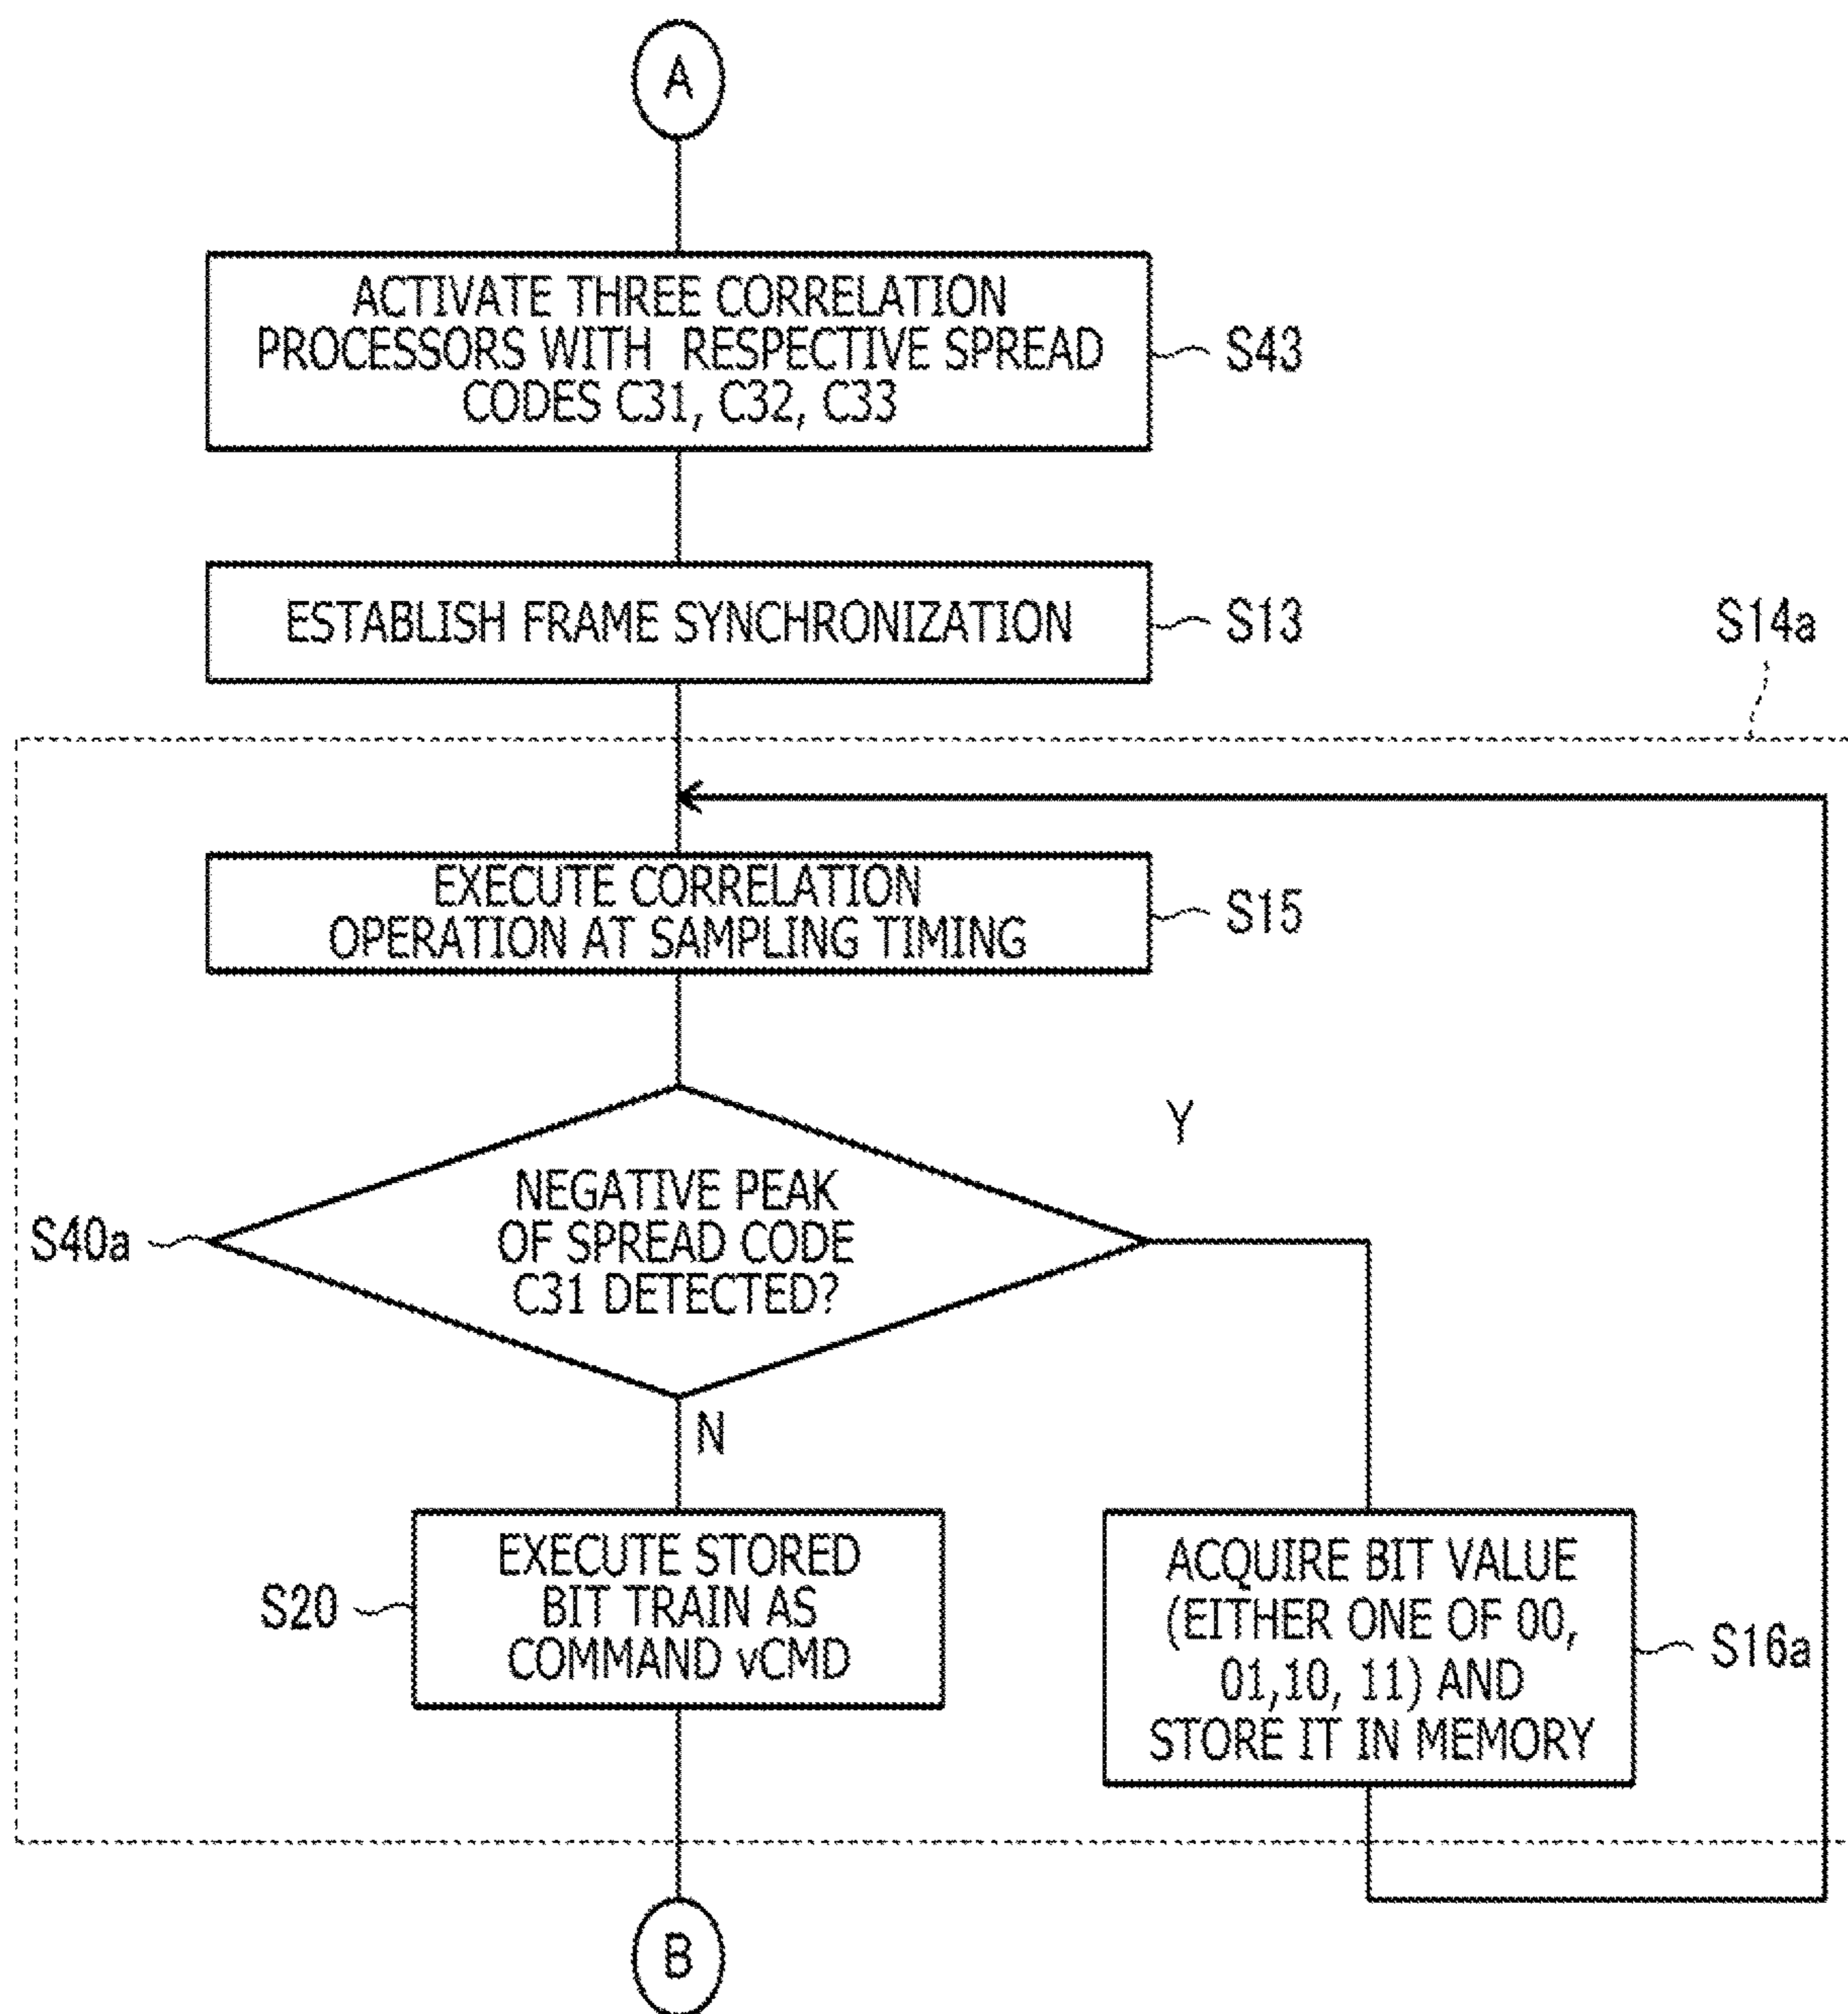 A
ACTIVATE THREE CORRELATION
PROCESSORS WITH RESPECTIVE SPREAD
CODES C31, C32, C33
S43
ESTABLISH FRAME SYNCHRONIZATION
S13
S14a
EXECUTE CORRELATION
OPERATION AT SAMPLING TIMING
S15
Y
NEGATIVE PEAK
OF SPREAD CODE
C31 DETECTED?
S40a
N
EXECUTE STORED
BIT TRAIN AS
COMMAND vCMD
S20
ACQUIRE BIT VALUE
(EITHER ONE OF 00,
01,10, 11) AND
STORE IT IN MEMORY
S16a
B